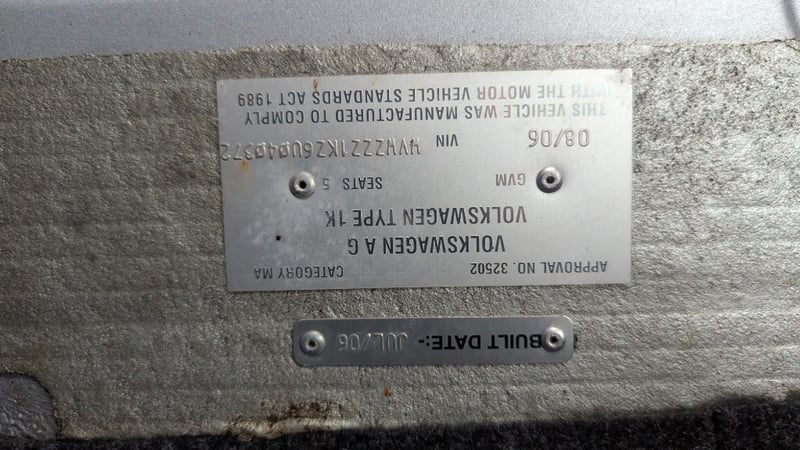 BUILT DATE:- JUL/06
APPROVAL NO. 32502 CATEGORY MA
VOLKSWAGEN A G
VOLKSWAGEN TYPE 1K
GVM SEATS 5
08/06 VIN WVWZZZ1KZ6U040372
THIS VEHICLE WAS MANUFACTURED TO COMPLY
WITH THE MOTOR VEHICLE STANDARDS ACT 1989